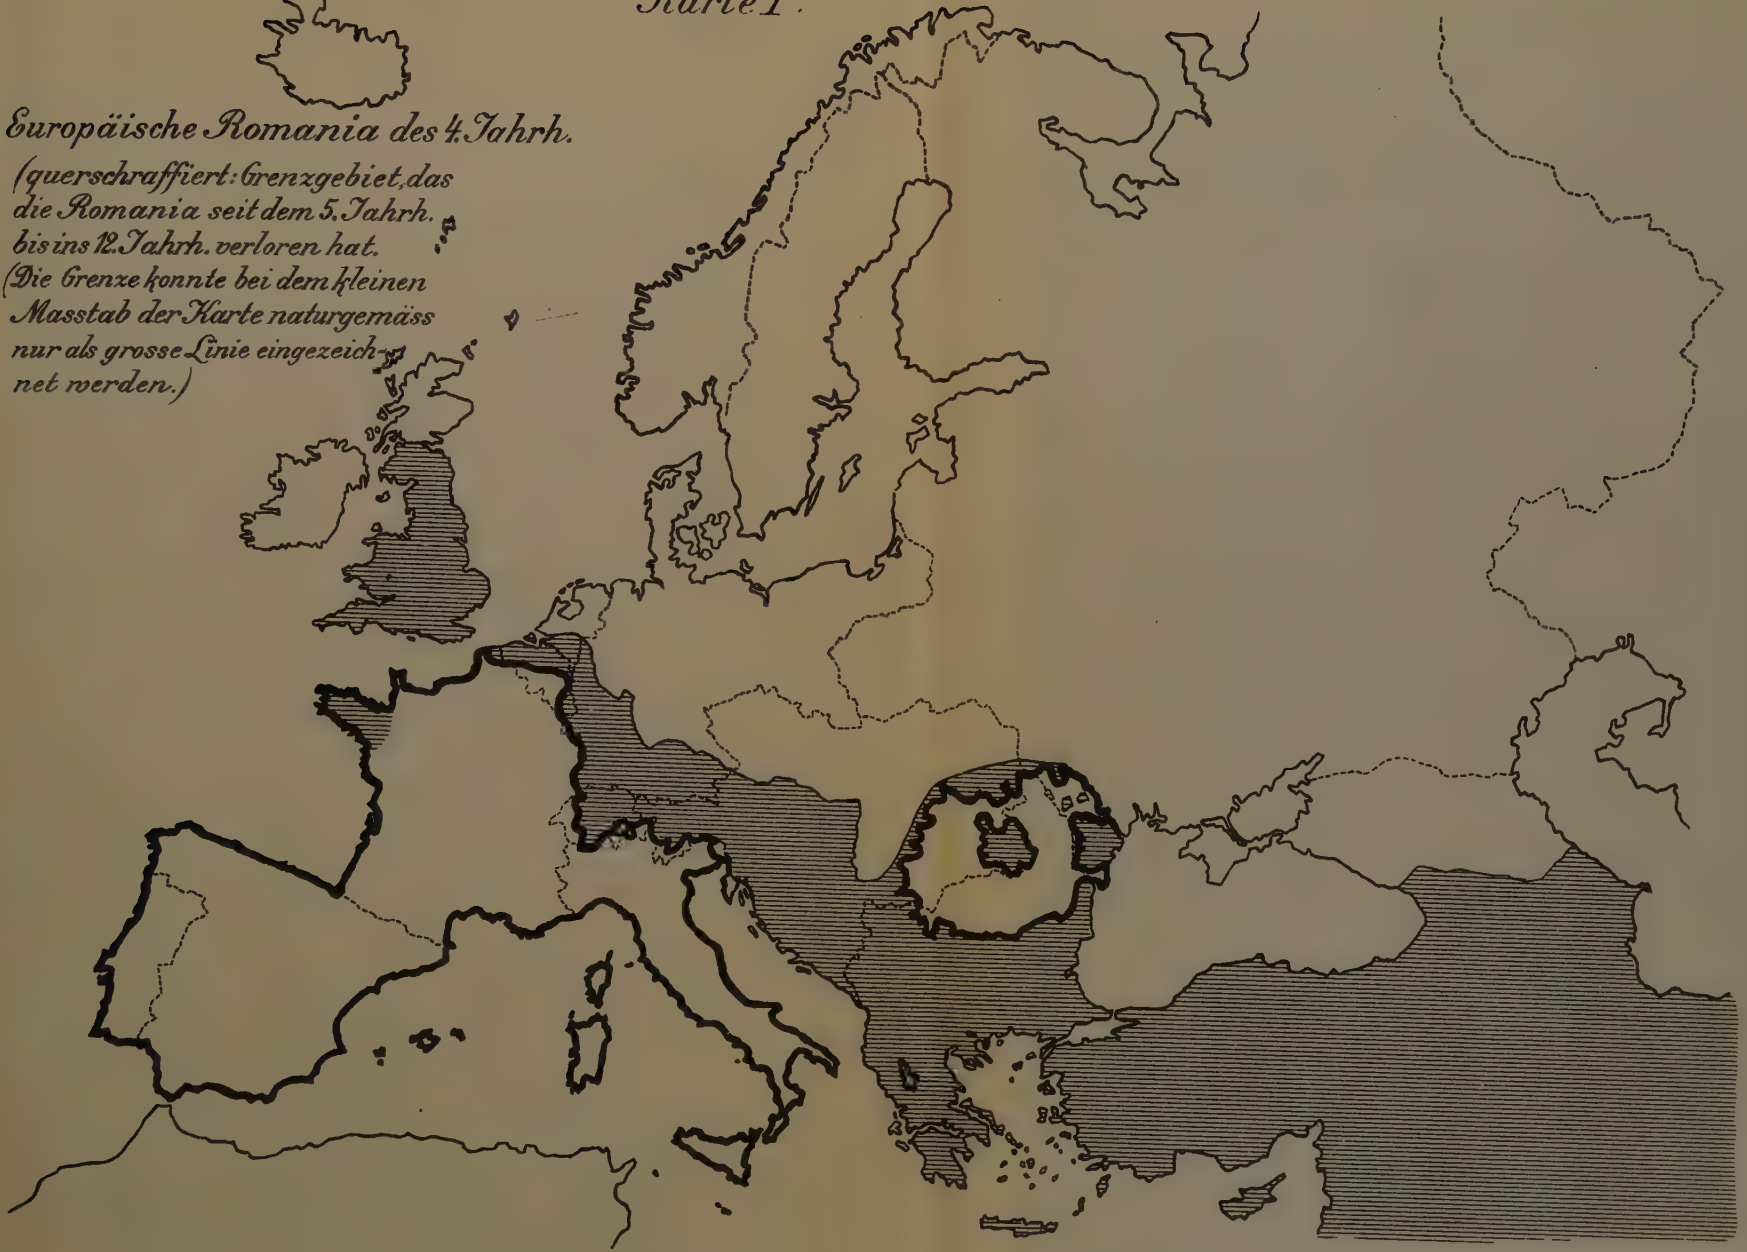 Karte I.
Europäische Romania des 4. Jahrh.
(querschraffiert: Grenzgebiet, das
die Romania seit dem 5. Jahrh.
bis ins 12. Jahrh. verloren hat.
(Die Grenze konnte bei dem kleinen
Masstab der Karte naturgemäss
nur als grosse Linie eingezeich-
net werden.)